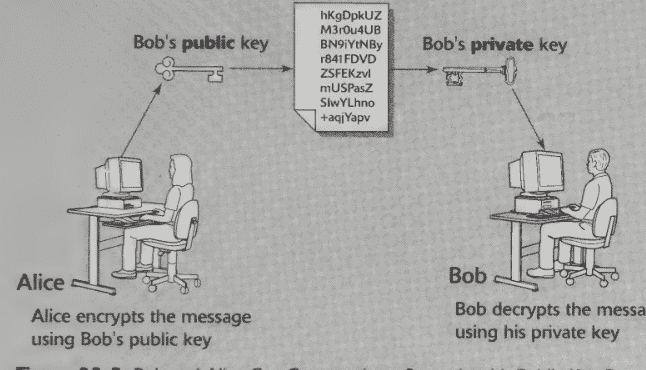 Bob's public key
hKgDpkUZ
M3r0u4UB
BN9iYtNBy
r841FDVD
ZSFEKzvl
mUSPasZ
SlwYLhno
+aqjYapv
Bob's private key
Alice
Alice encrypts the message
using Bob's public key
Bob
Bob decrypts the messa
using his private key